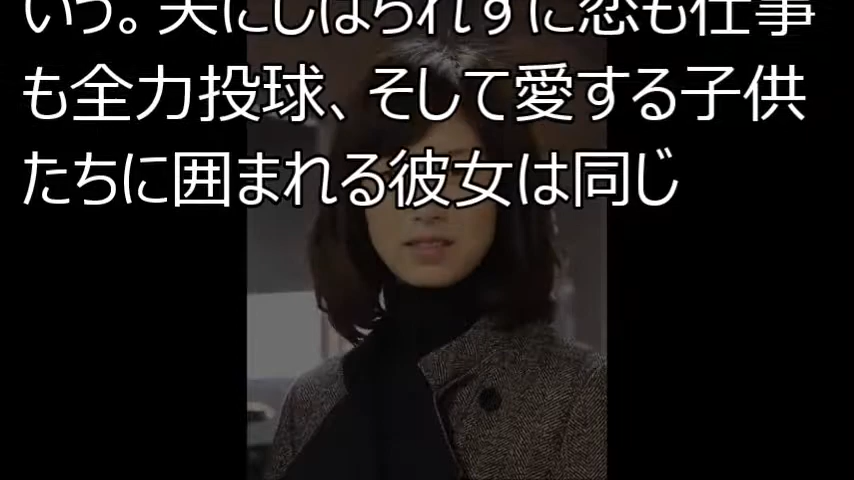 いう。夫にしばられずに恋も仕事
も全力投球、そして愛する子供
たちに囲まれる彼女は同じ